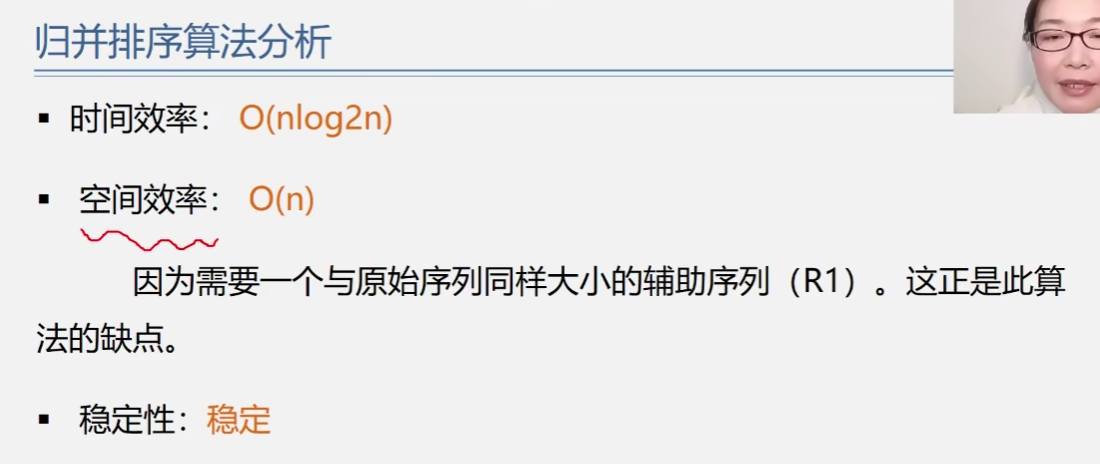 归并排序算法分析
▪ 时间效率： O(nlog2n)
▪ 空间效率： O(n)
因为需要一个与原始序列同样大小的辅助序列（R1）。这正是此算
法的缺点。
▪ 稳定性：稳定